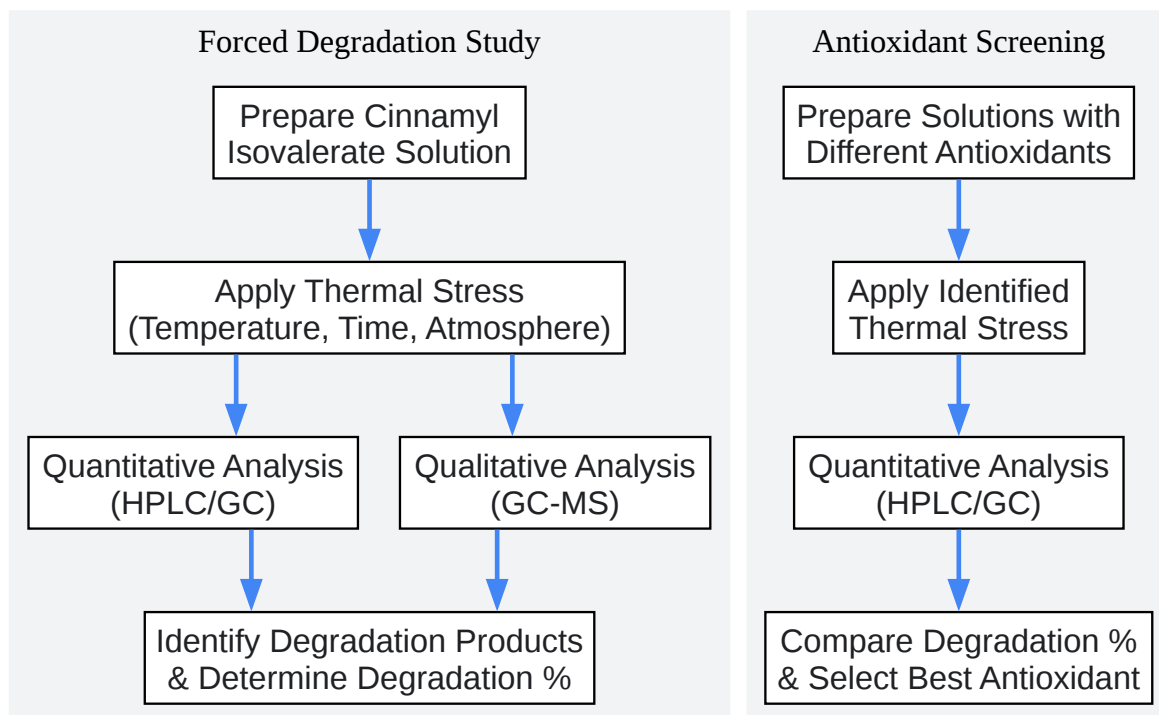 Forced Degradation Study
Prepare Cinnamyl
Isovalerate Solution
Apply Thermal Stress
(Temperature, Time, Atmosphere)
Quantitative Analysis
(HPLC/GC)
Qualitative Analysis
(GC-MS)
Identify Degradation Products
& Determine Degradation %
Antioxidant Screening
Prepare Solutions with
Different Antioxidants
Apply Identified
Thermal Stress
Quantitative Analysis
(HPLC/GC)
Compare Degradation %
& Select Best Antioxidant